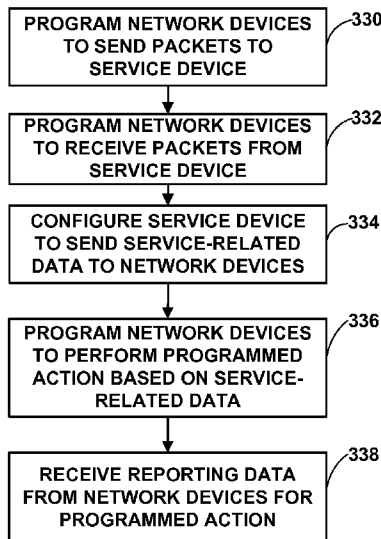 PROGRAM NETWORK DEVICES
TO SEND PACKETS TO
SERVICE DEVICE
330
PROGRAM NETWORK DEVICES
TO RECEIVE PACKETS FROM
SERVICE DEVICE
332
CONFIGURE SERVICE DEVICE
TO SEND SERVICE-RELATED
DATA TO NETWORK DEVICES
334
PROGRAM NETWORK DEVICES
TO PERFORM PROGRAMMED
ACTION BASED ON SERVICE-
RELATED DATA
336
RECEIVE REPORTING DATA
FROM NETWORK DEVICES FOR
PROGRAMMED ACTION
338